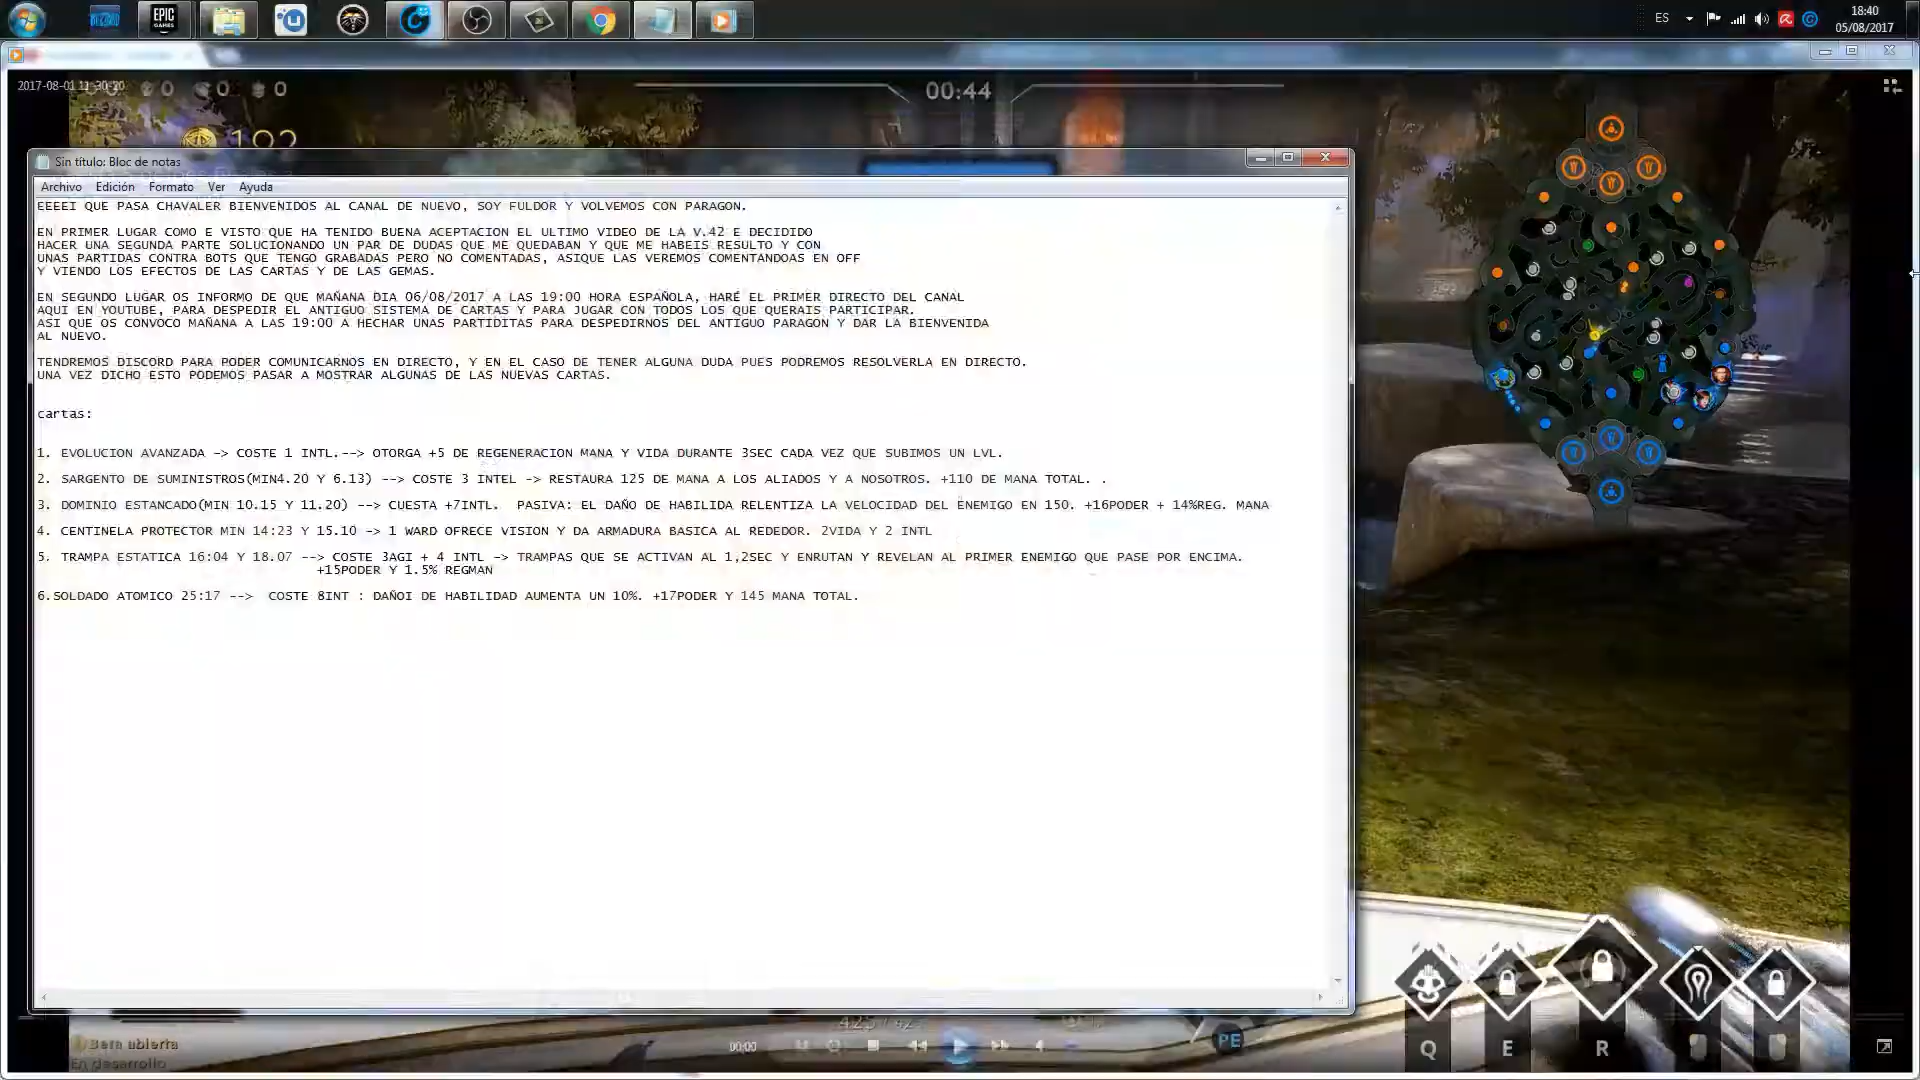 EPIC GAMES
ES
18:40
05/08/2017
2017-08-01 11-30-20
0 0 0
00:44
102
Sin título: Bloc de notas
Archivo Edición Formato Ver Ayuda
EEEEI QUE PASA CHAVALER BIENVENIDOS AL CANAL DE NUEVO, SOY FULDOR Y VOLVEMOS CON PARAGON.
EN PRIMER LUGAR COMO E VISTO QUE HA TENIDO BUENA ACEPTACION EL ULTIMO VIDEO DE LA V.42 E DECIDIDO
HACER UNA SEGUNDA PARTE SOLUCIONANDO UN PAR DE DUDAS QUE ME QUEDABAN Y QUE ME HABEIS RESULTO Y CON
UNAS PARTIDAS CONTRA BOTS QUE TENGO GRABADAS PERO NO COMENTADAS, ASIQUE LAS VEREMOS COMENTANDOAS EN OFF
Y VIENDO LOS EFECTOS DE LAS CARTAS Y DE LAS GEMAS.
EN SEGUNDO LUGAR OS INFORMO DE QUE MAÑANA DIA 06/08/2017 A LAS 19:00 HORA ESPAÑOLA, HARÉ EL PRIMER DIRECTO DEL CANAL
AQUI EN YOUTUBE, PARA DESPEDIR EL ANTIGUO SISTEMA DE CARTAS Y PARA JUGAR CON TODOS LOS QUE QUERAIS PARTICIPAR.
ASI QUE OS CONVOCO MAÑANA A LAS 19:00 A HECHAR UNAS PARTIDITAS PARA DESPEDIRNOS DEL ANTIGUO PARAGON Y DAR LA BIENVENIDA
AL NUEVO.
TENDREMOS DISCORD PARA PODER COMUNICARNOS EN DIRECTO, Y EN EL CASO DE TENER ALGUNA DUDA PUES PODREMOS RESOLVERLA EN DIRECTO.
UNA VEZ DICHO ESTO PODEMOS PASAR A MOSTRAR ALGUNAS DE LAS NUEVAS CARTAS.
cartas:
1. EVOLUCION AVANZADA -> COSTE 1 INTL.--> OTORGA +5 DE REGENERACION MANA Y VIDA DURANTE 3SEC CADA VEZ QUE SUBIMOS UN LVL.
2. SARGENTO DE SUMINISTROS(MIN4.20 Y 6.13) --> COSTE 3 INTEL -> RESTAURA 125 DE MANA A LOS ALIADOS Y A NOSOTROS. +110 DE MANA TOTAL. .
3. DOMINIO ESTANCADO(MIN 10.15 Y 11.20) --> CUESTA +7INTL. PASIVA: EL DAÑO DE HABILIDA RELENTIZA LA VELOCIDAD DEL ENEMIGO EN 150. +16PODER + 14%REG. MANA
4. CENTINELA PROTECTOR MIN 14:23 Y 15.10 -> 1 WARD OFRECE VISION Y DA ARMADURA BASICA AL REDEDOR. 2VIDA Y 2 INTL
5. TRAMPA ESTATICA 16:04 Y 18.07 --> COSTE 3AGI + 4 INTL -> TRAMPAS QUE SE ACTIVAN AL 1,2SEC Y ENRUTAN Y REVELAN AL PRIMER ENEMIGO QUE PASE POR ENCIMA.
+15PODER Y 1.5% REGMAN
6.SOLDADO ATOMICO 25:17 --> COSTE 8INT : DAÑOI DE HABILIDAD AUMENTA UN 10%. +17PODER Y 145 MANA TOTAL.
Beta abierta
En desarrollo
00:00
PE
Q E R